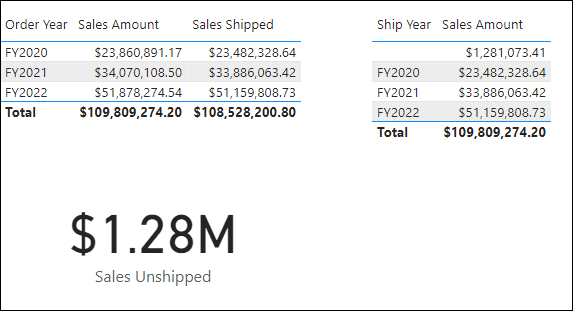 Order Year Sales Amount Sales Shipped
FY2020 $23,860,891.17 $23,482,328.64
FY2021 $34,070,108.50 $33,886,063.42
FY2022 $51,878,274.54 $51,159,808.73
Total $109,809,274.20 $108,528,200.80
Ship Year Sales Amount
$1,281,073.41
FY2020 $23,482,328.64
FY2021 $33,886,063.42
FY2022 $51,159,808.73
Total $109,809,274.20
$1.28M
Sales Unshipped